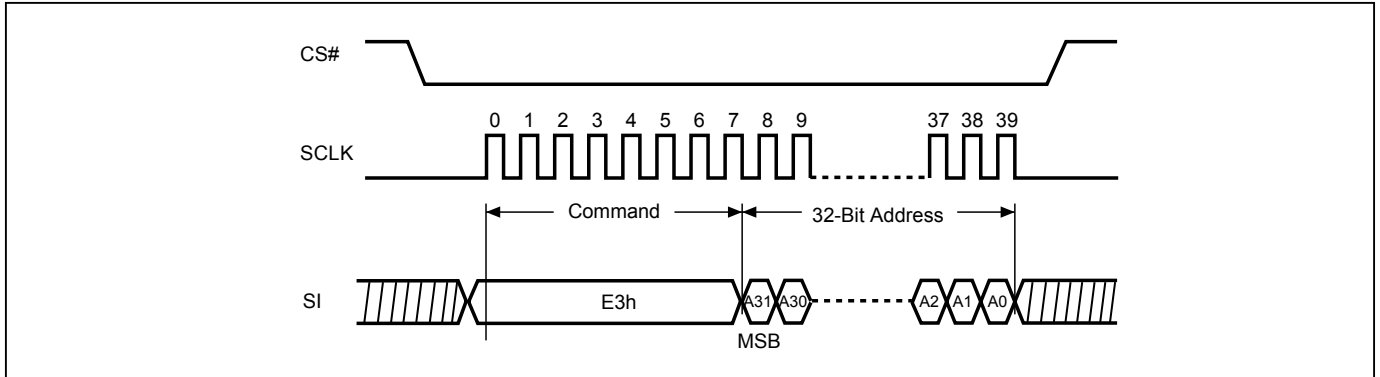 CS#
0 1 2 3 4 5 6 7 8 9 37 38 39
SCLK
Command 32-Bit Address
SI E3h A31 A30 A2 A1 A0
MSB